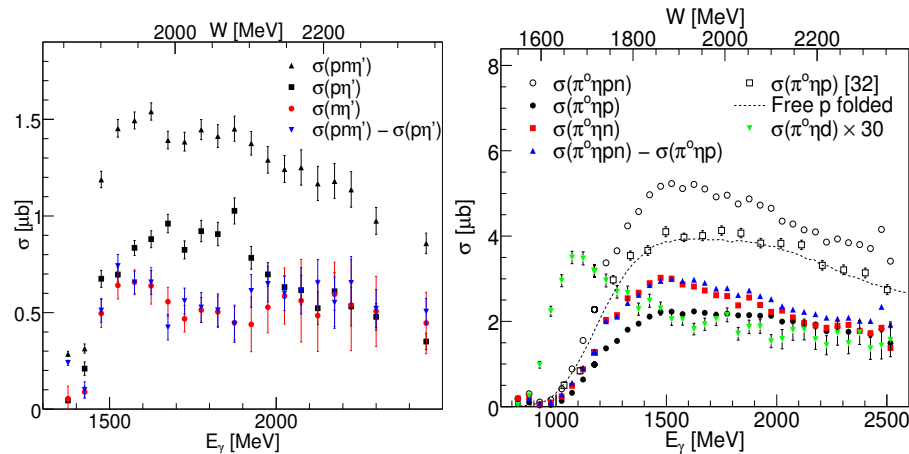 W [MeV]
2000 2200
σ(pnη′)
σ(pη′)
σ(nη′)
σ(pnη′) − σ(pη′)
1.5
1
0.5
0
σ [μb]
1500 2000
Eγ [MeV]
W [MeV]
1600 1800 2000 2200
σ(π⁰ηpn)
σ(π⁰ηp)
σ(π⁰ηn)
σ(π⁰ηpn) − σ(π⁰ηp)
σ(π⁰ηp) [32]
Free p folded
σ(π⁰ηd) × 30
8
6
4
2
0
σ [μb]
1000 1500 2000 2500
Eγ [MeV]